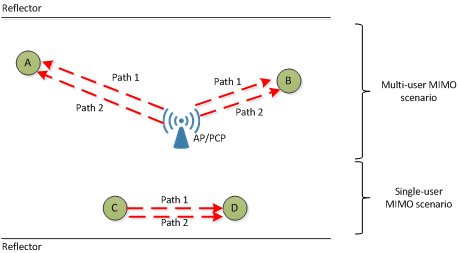 Reflector
A
Path 1
Path 2
Path 1
Path 2
B
AP/PCP
Multi-user MIMO
scenario
C
Path 1
Path 2
D
Single-user
MIMO scenario
Reflector